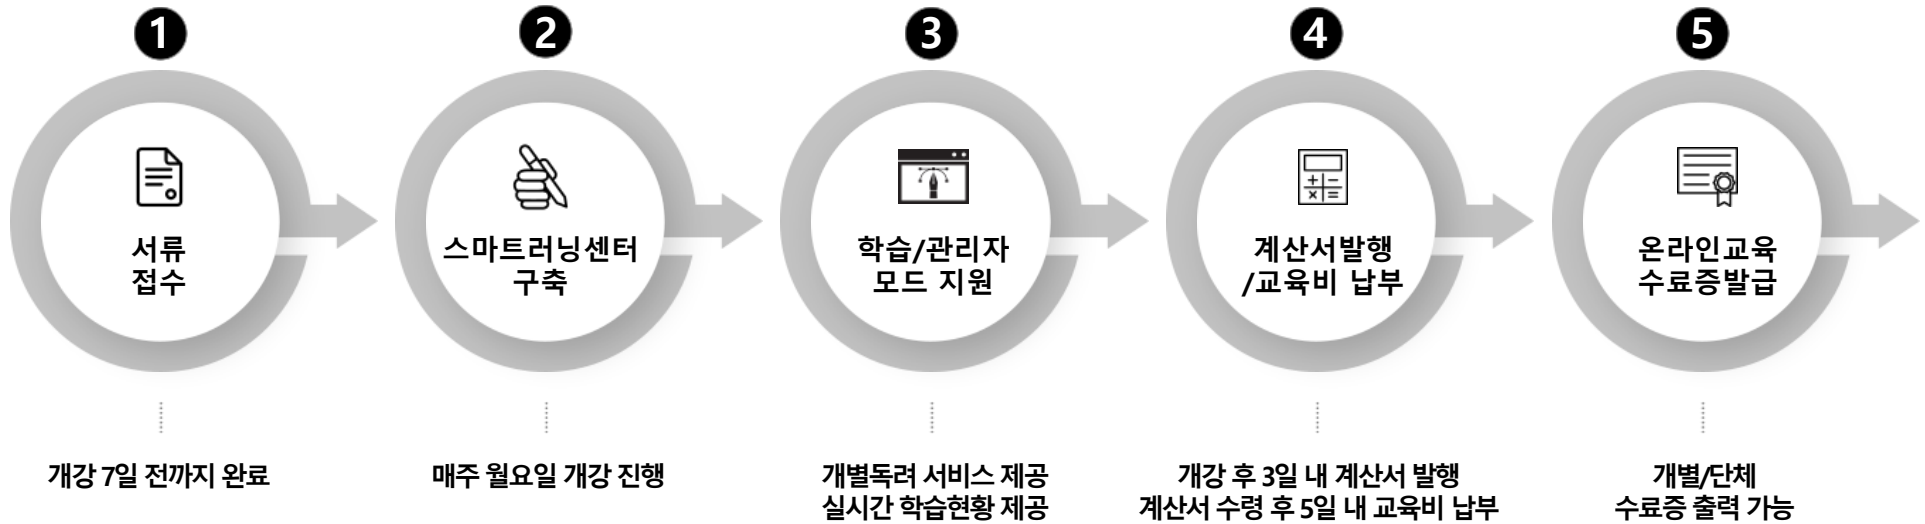 1
서류
접수
개강 7일 전까지 완료
2
스마트러닝센터
구축
매주 월요일 개강 진행
3
학습/관리자
모드 지원
개별독려 서비스 제공
실시간 학습현황 제공
4
계산서발행
/교육비 납부
개강 후 3일 내 계산서 발행
계산서 수령 후 5일 내 교육비 납부
5
온라인교육
수료증발급
개별/단체
수료증 출력 가능